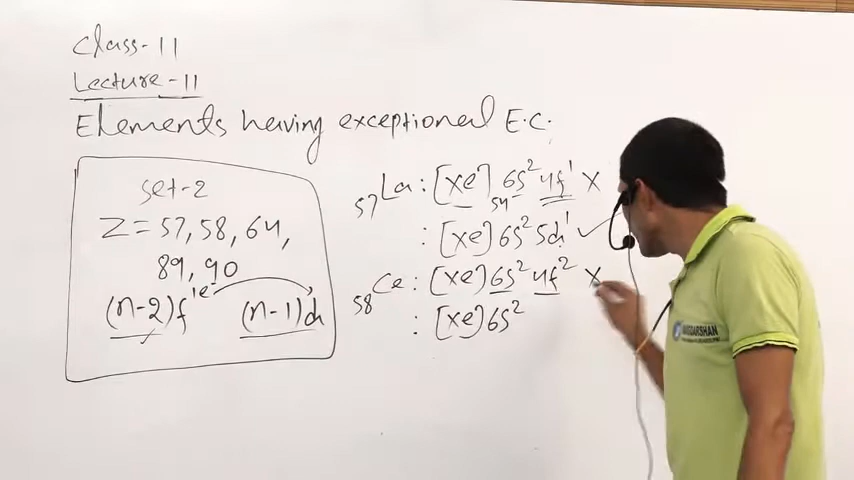 Class-11
Lecture-11
Elements having exceptional E.C.
Set-2
Z = 57, 58, 64,
89, 90
1e⁻
(n-2)f (n-1)d
57La : [Xe] 6s² 4f¹ X
54
: [Xe] 6s² 5d¹ ✓
58Ce : [Xe] 6s² 4f² X
: [Xe] 6s²
MAGDARSHAN